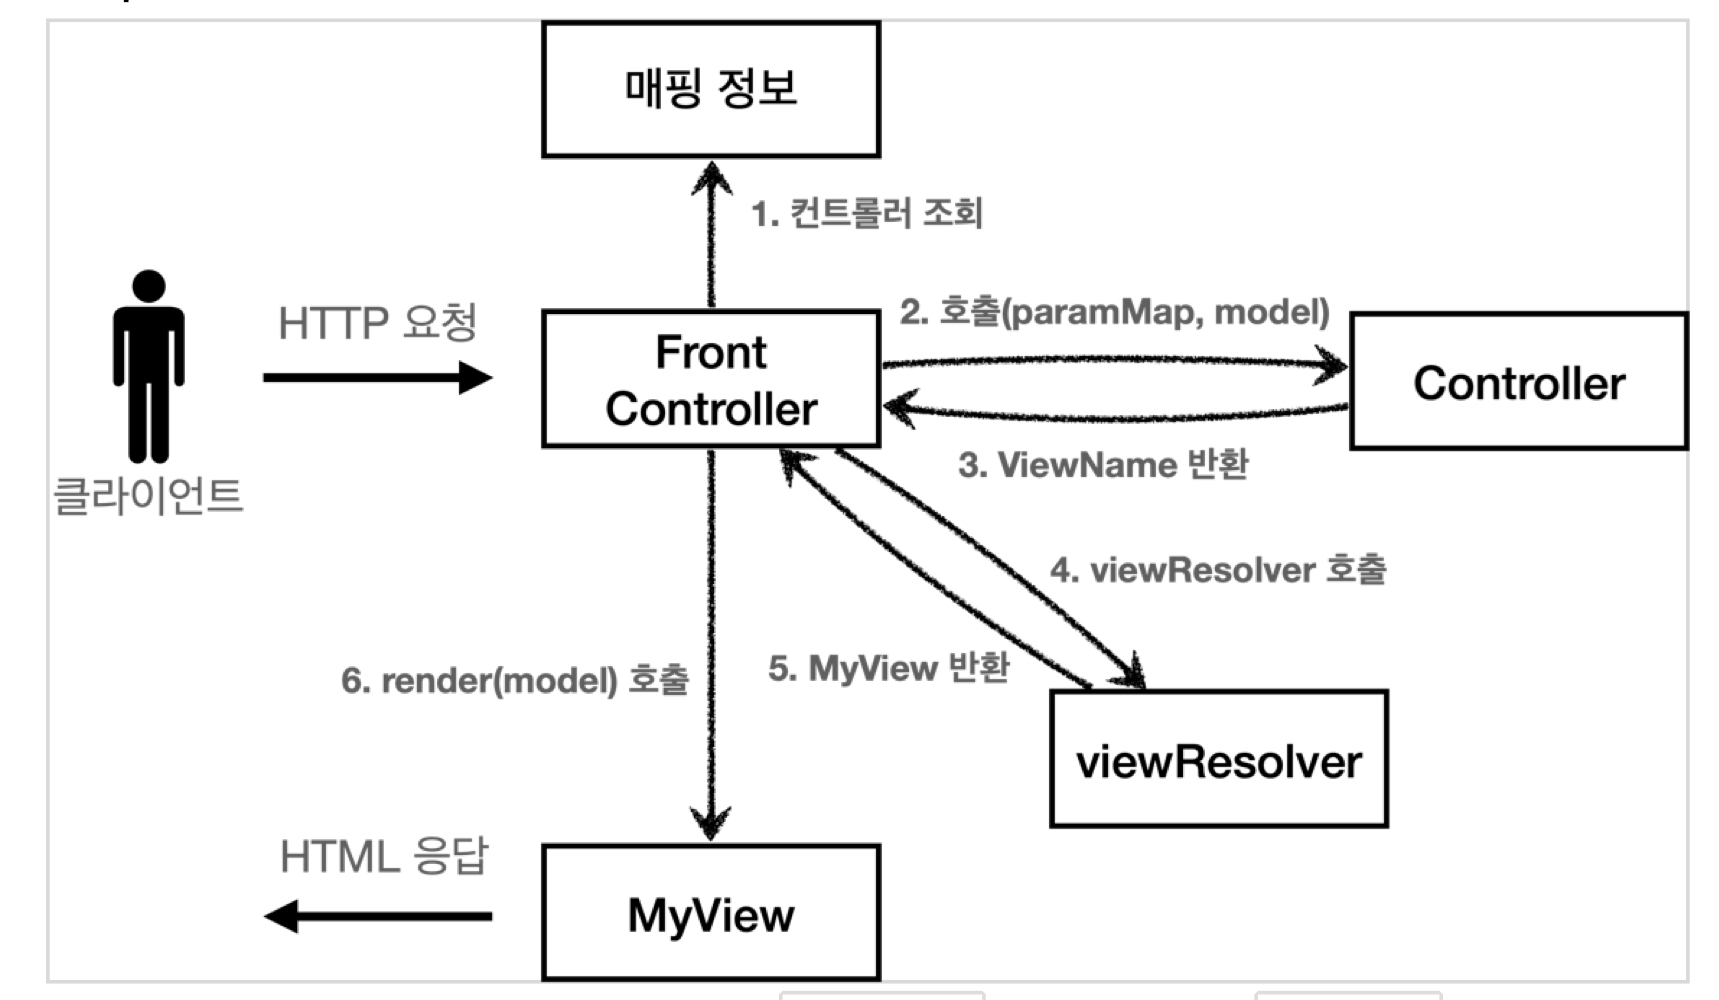 매핑 정보
1. 컨트롤러 조회
HTTP 요청
2. 호출(paramMap, model)
Front
Controller
Controller
3. ViewName 반환
클라이언트
4. viewResolver 호출
5. MyView 반환
6. render(model) 호출
viewResolver
HTML 응답
MyView